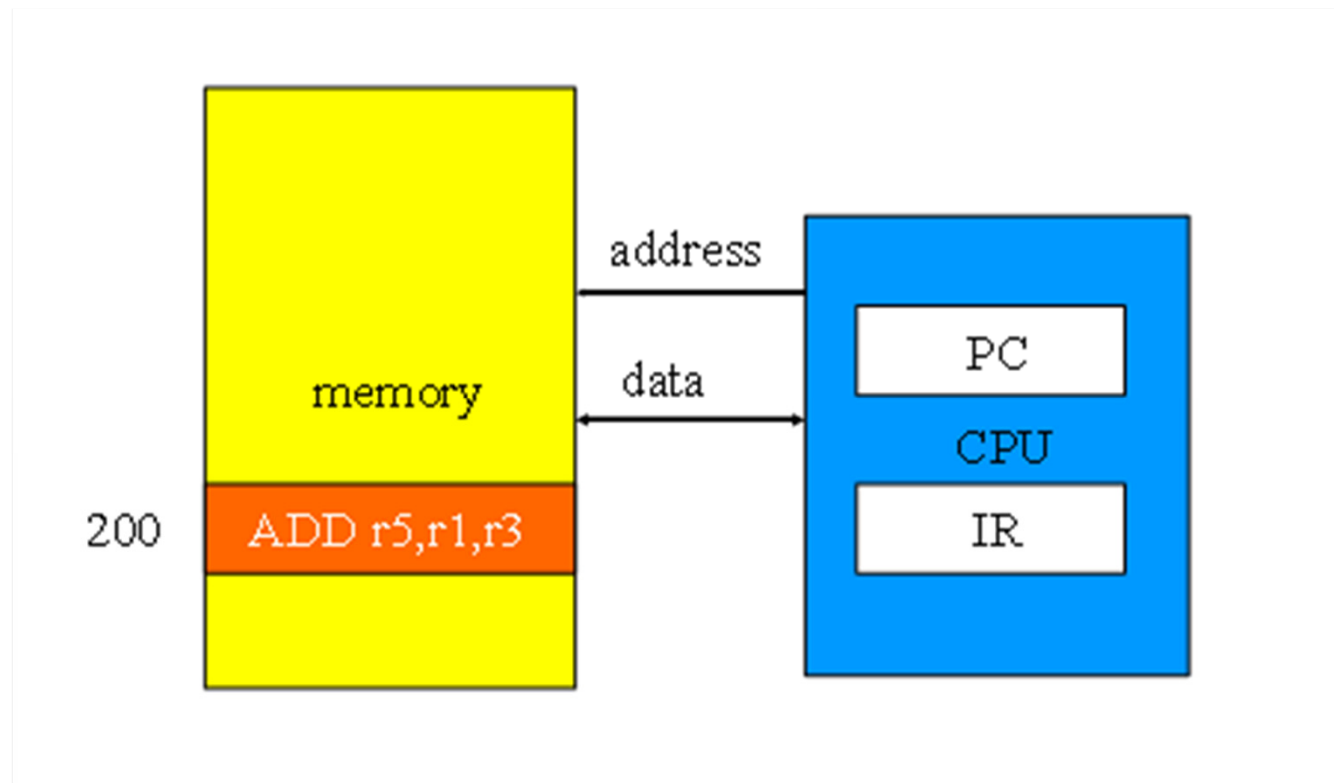 address
PC
data
memory
CPU
200
ADD r5,r1,r3
IR